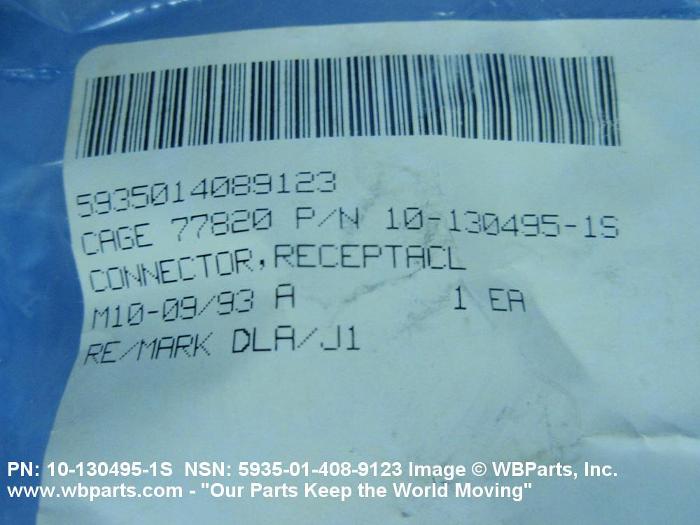 5935014089123
CAGE 77820 P/N 10-130495-1S
CONNECTOR,RECEPTACL
M10-09/93 A 1 EA
RE/MARK DLA/J1
PN: 10-130495-1S NSN: 5935-01-408-9123 Image © WBParts, Inc.
www.wbparts.com - "Our Parts Keep the World Moving"